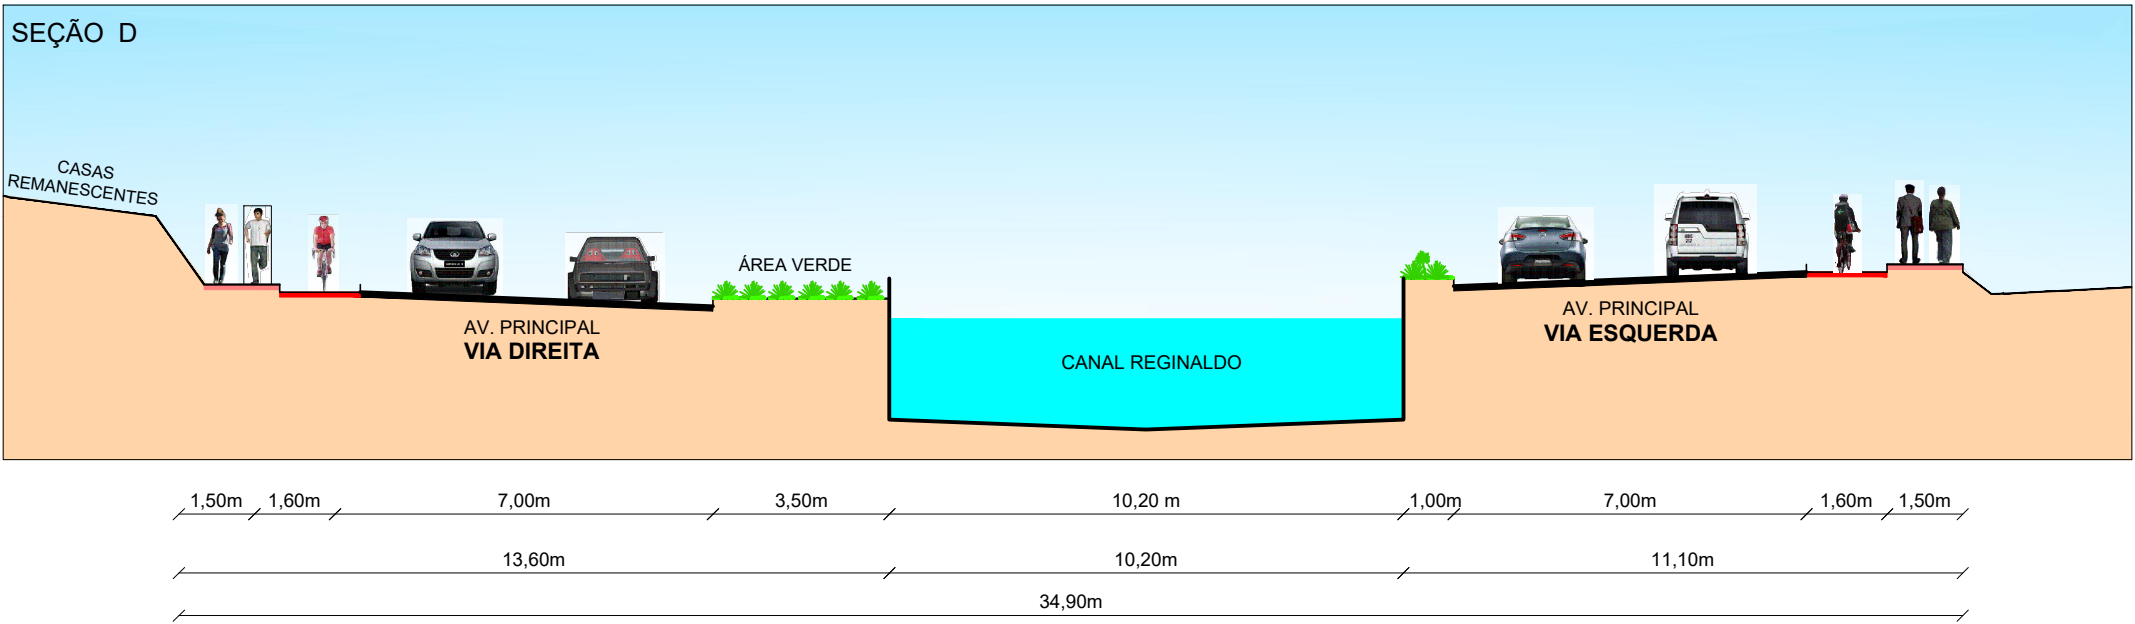 SEÇÃO D
CASAS
REMANESCENTES
ÁREA VERDE
AV. PRINCIPAL
VIA DIREITA
CANAL REGINALDO
AV. PRINCIPAL
VIA ESQUERDA
1,50m 1,60m 7,00m 3,50m 10,20 m 1,00m 7,00m 1,60m 1,50m
13,60m 10,20m 11,10m
34,90m